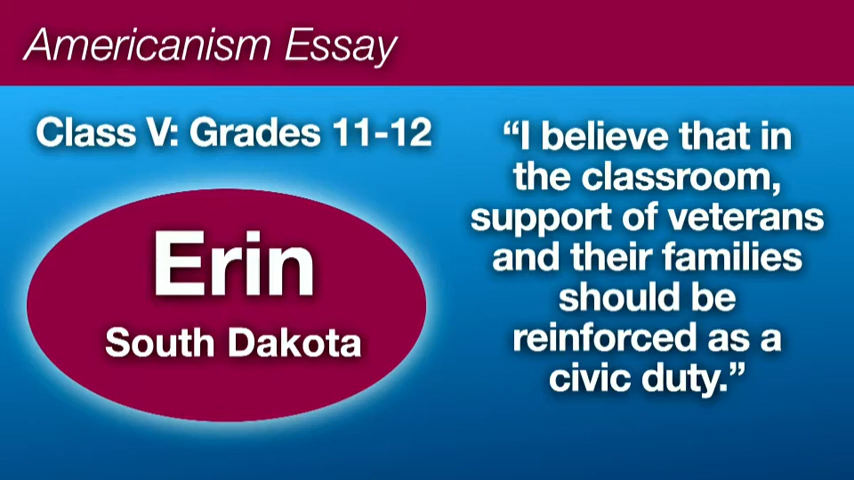 Americanism Essay
Class V: Grades 11-12
Erin
South Dakota
“I believe that in
the classroom,
support of veterans
and their families
should be
reinforced as a
civic duty.”